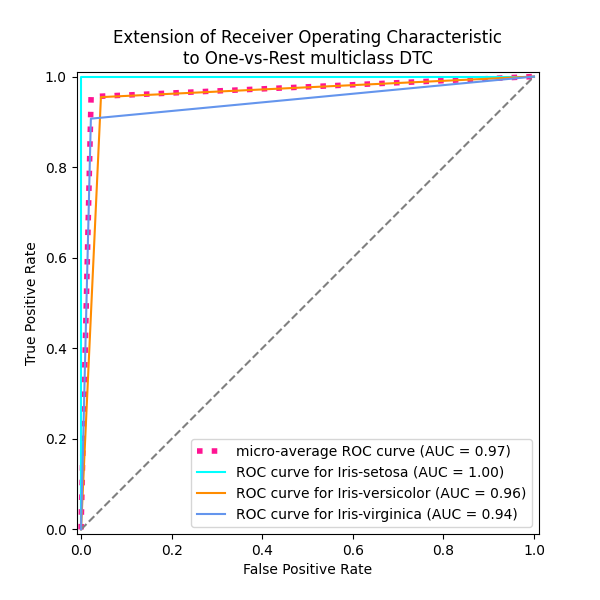 Extension of Receiver Operating Characteristic
to One-vs-Rest multiclass DTC
True Positive Rate
1.0
0.8
0.6
0.4
0.2
0.0
micro-average ROC curve (AUC = 0.97)
ROC curve for Iris-setosa (AUC = 1.00)
ROC curve for Iris-versicolor (AUC = 0.96)
ROC curve for Iris-virginica (AUC = 0.94)
0.0 0.2 0.4 0.6 0.8 1.0
False Positive Rate